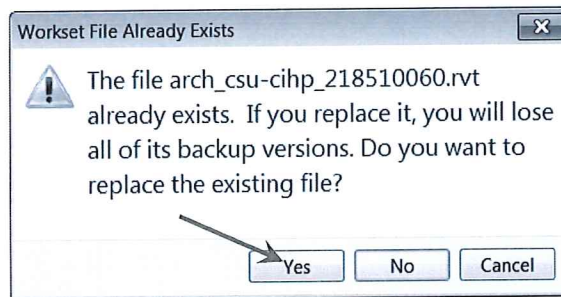 Workset File Already Exists
The file arch_csu-cihp_218510060.rvt
already exists.  If you replace it, you will lose
all of its backup versions. Do you want to
replace the existing file?
Yes
No
Cancel